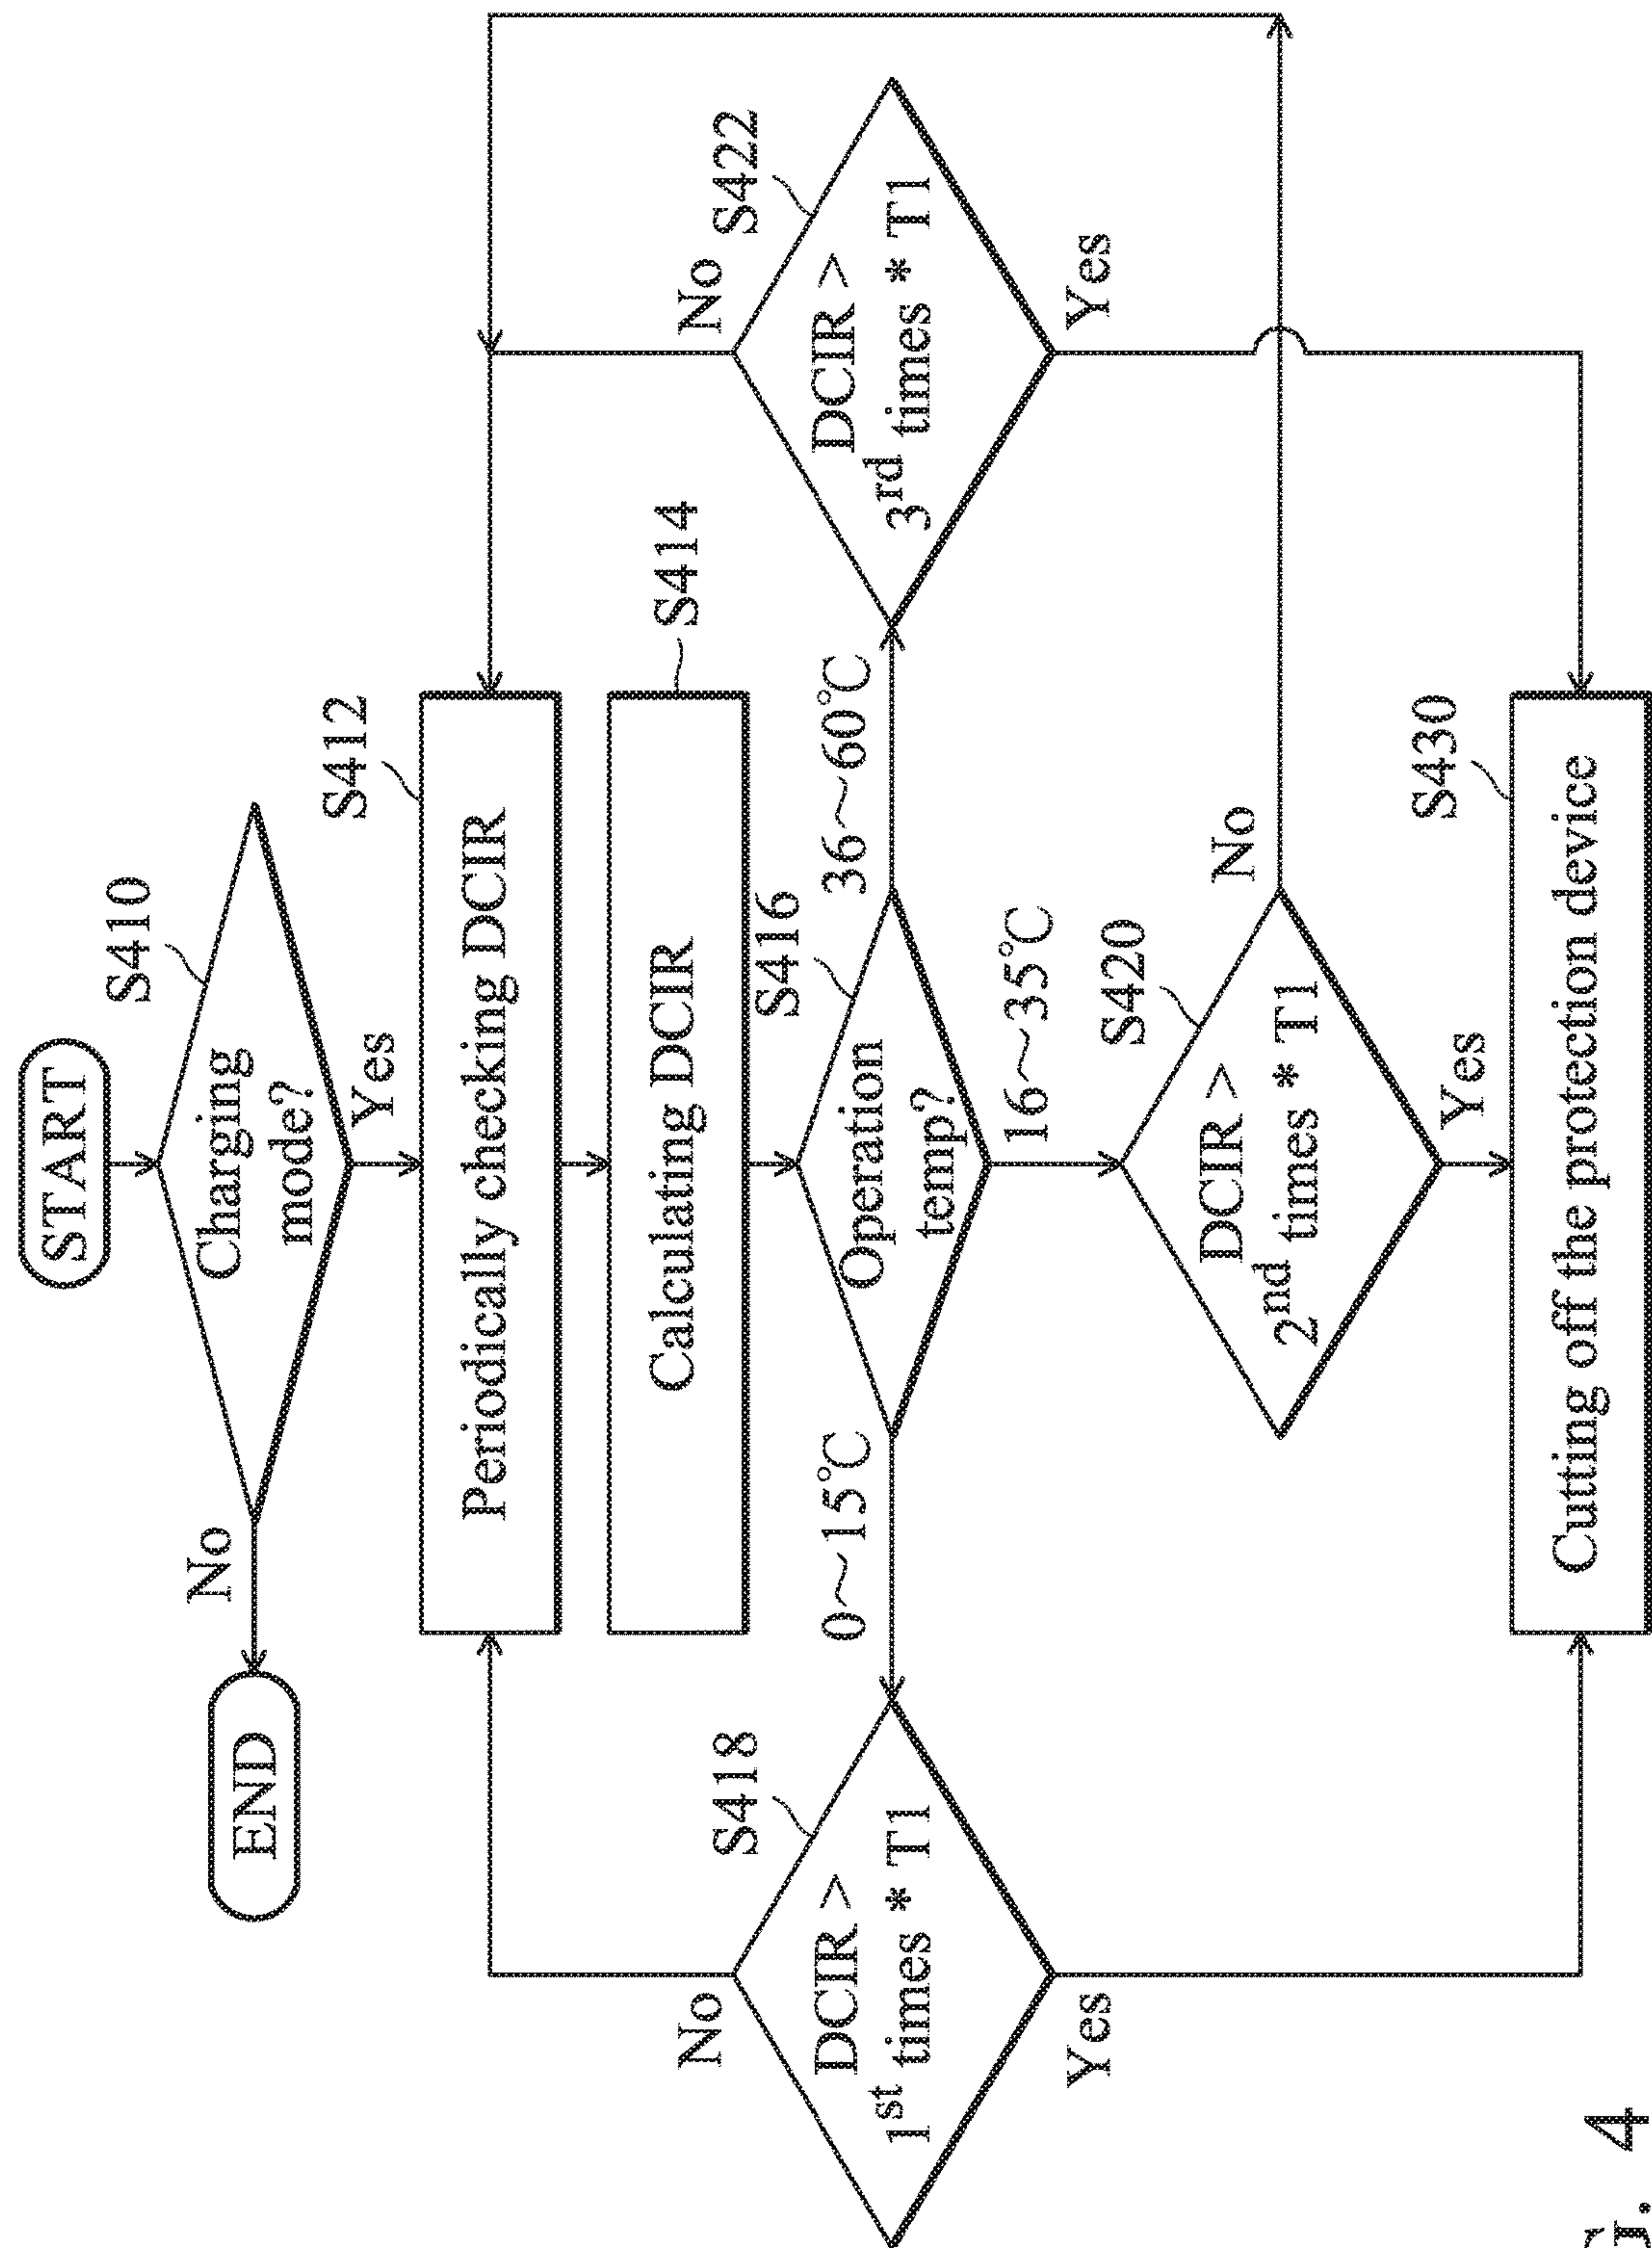 START
S410
Charging
mode?
No
END
Yes
S412
Periodically checking DCIR
S414
Calculating DCIR
S416
Operation
temp?
0~15℃
36~60℃
16~35℃
S418
DCIR >
1st times * T1
No
Yes
S422
DCIR >
3rd times * T1
No
Yes
S420
DCIR >
2nd times * T1
No
Yes
S430
Cutting off the protection device
4